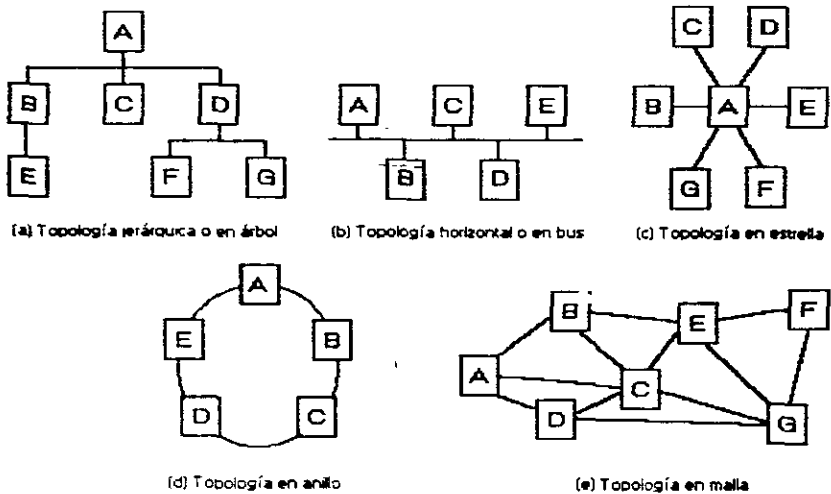 A
B C D
E F G
(a) Topología jerárquica o en árbol
A C E
B D
(b) Topología horizontal o en bus
C D
B A E
G F
(c) Topología en estrella
A
E B
D C
(d) Topología en anillo
B E F
A C
D G
(e) Topología en malla